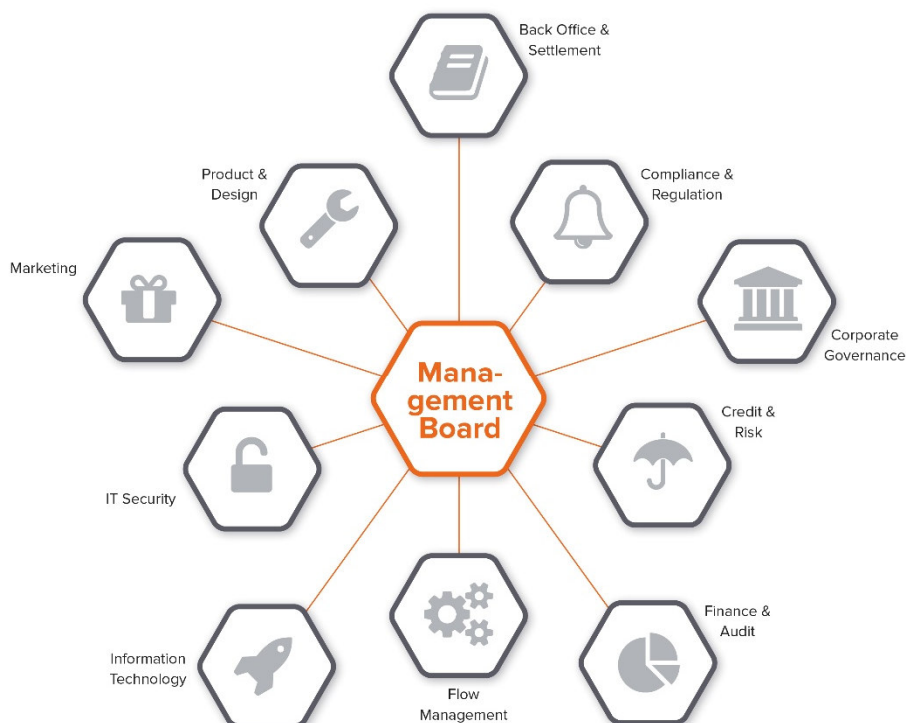 Back Office &
Settlement
Product &
Design
Compliance &
Regulation
Marketing
Corporate
Governance
Mana-
gement
Board
Credit &
Risk
IT Security
Finance &
Audit
Information
Technology
Flow
Management